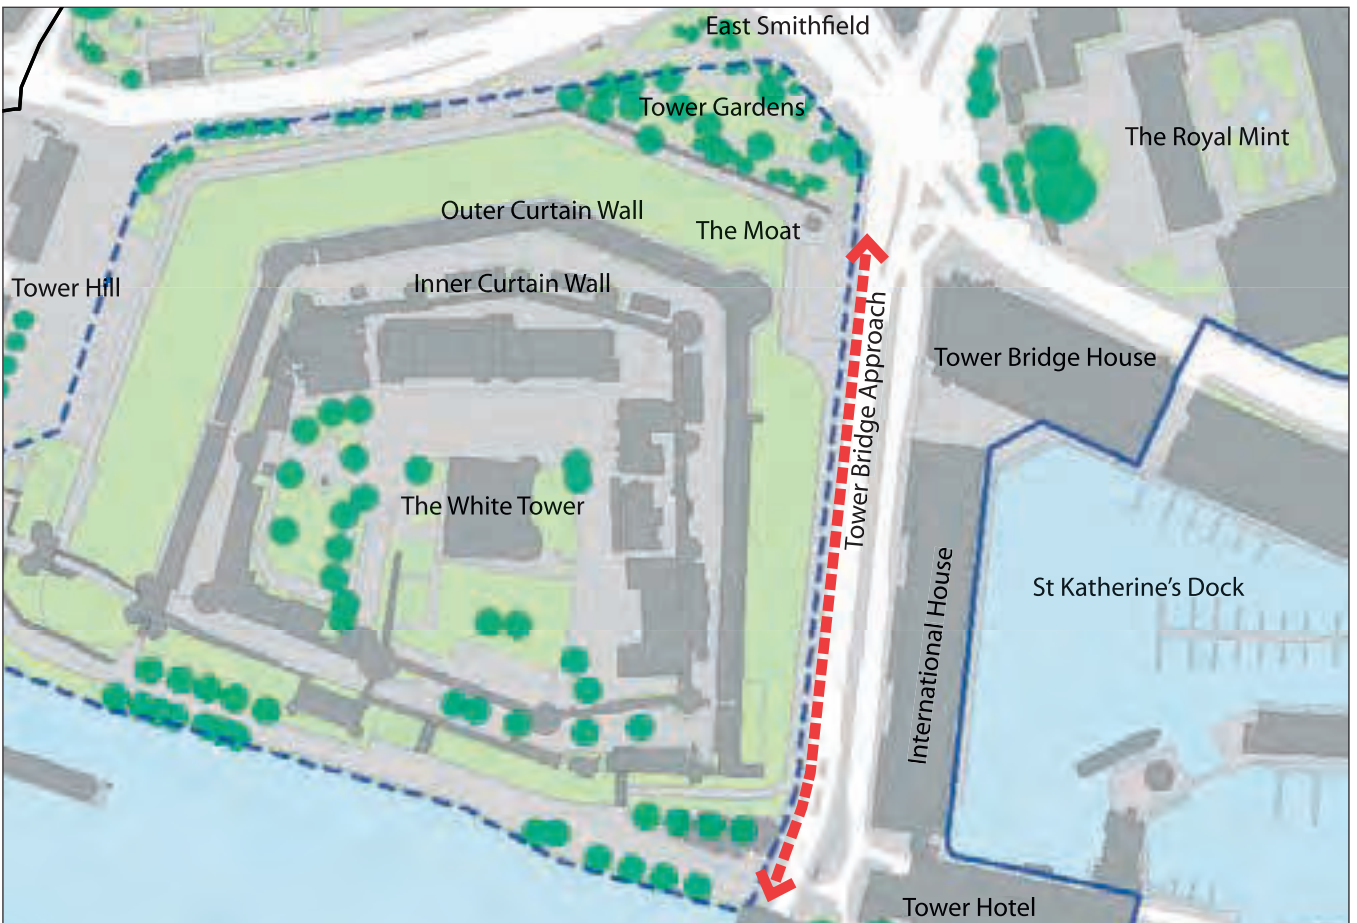 East Smithfield
Tower Gardens
The Royal Mint
Outer Curtain Wall
The Moat
Inner Curtain Wall
Tower Hill
Tower Bridge Approach
Tower Bridge House
The White Tower
St Katherine's Dock
International House
Tower Hotel